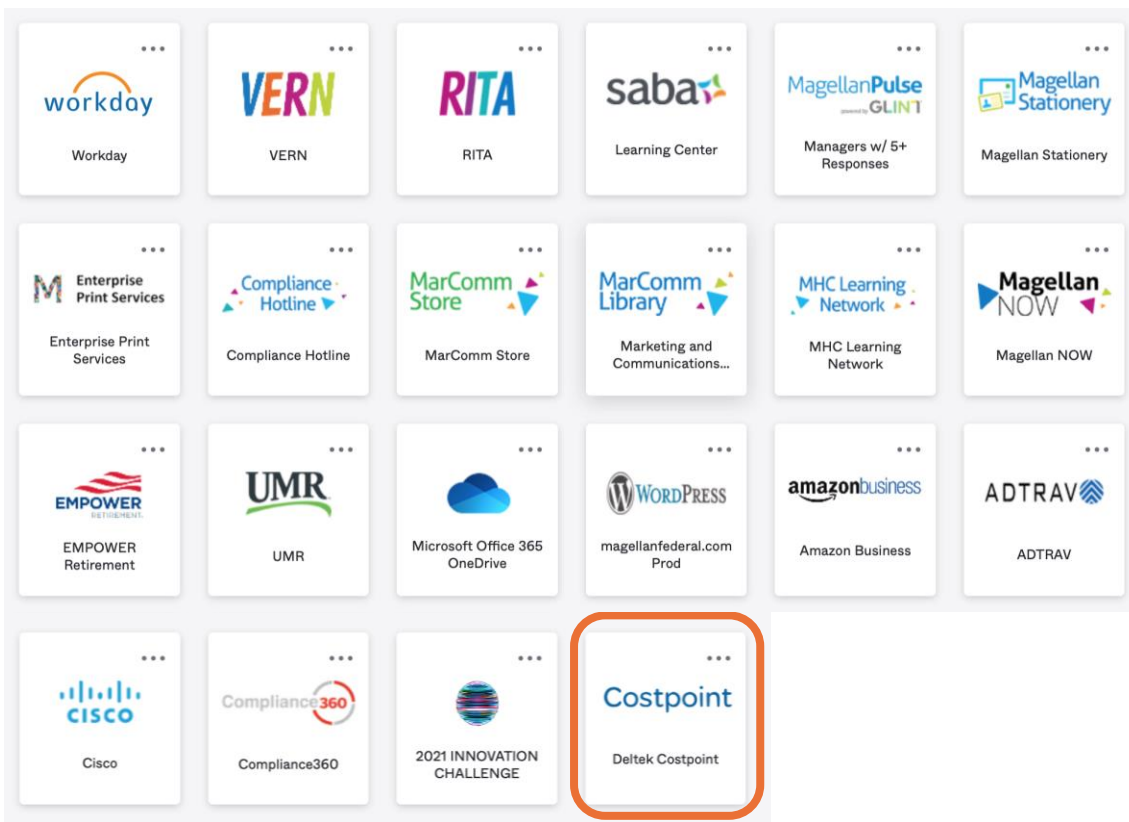 workday
Workday
VERN
VERN
RITA
RITA
saba
Learning Center
MagellanPulse
powered by GLINT
Managers w/ 5+
Responses
Magellan
Stationery
Magellan Stationery
M Enterprise
Print Services
Enterprise Print
Services
Compliance
Hotline
Compliance Hotline
MarComm
Store
MarComm Store
MarComm
Library
Marketing and
Communications...
MHC Learning
Network
MHC Learning
Network
Magellan
NOW
Magellan NOW
EMPOWER
RETIREMENT.
EMPOWER
Retirement
UMR
UMR
Microsoft Office 365
OneDrive
WORDPRESS
magellanfederal.com
Prod
amazonbusiness
Amazon Business
ADTRAV
ADTRAV
CISCO
Cisco
Compliance360
Compliance360
2021 INNOVATION
CHALLENGE
Costpoint
Deltek Costpoint